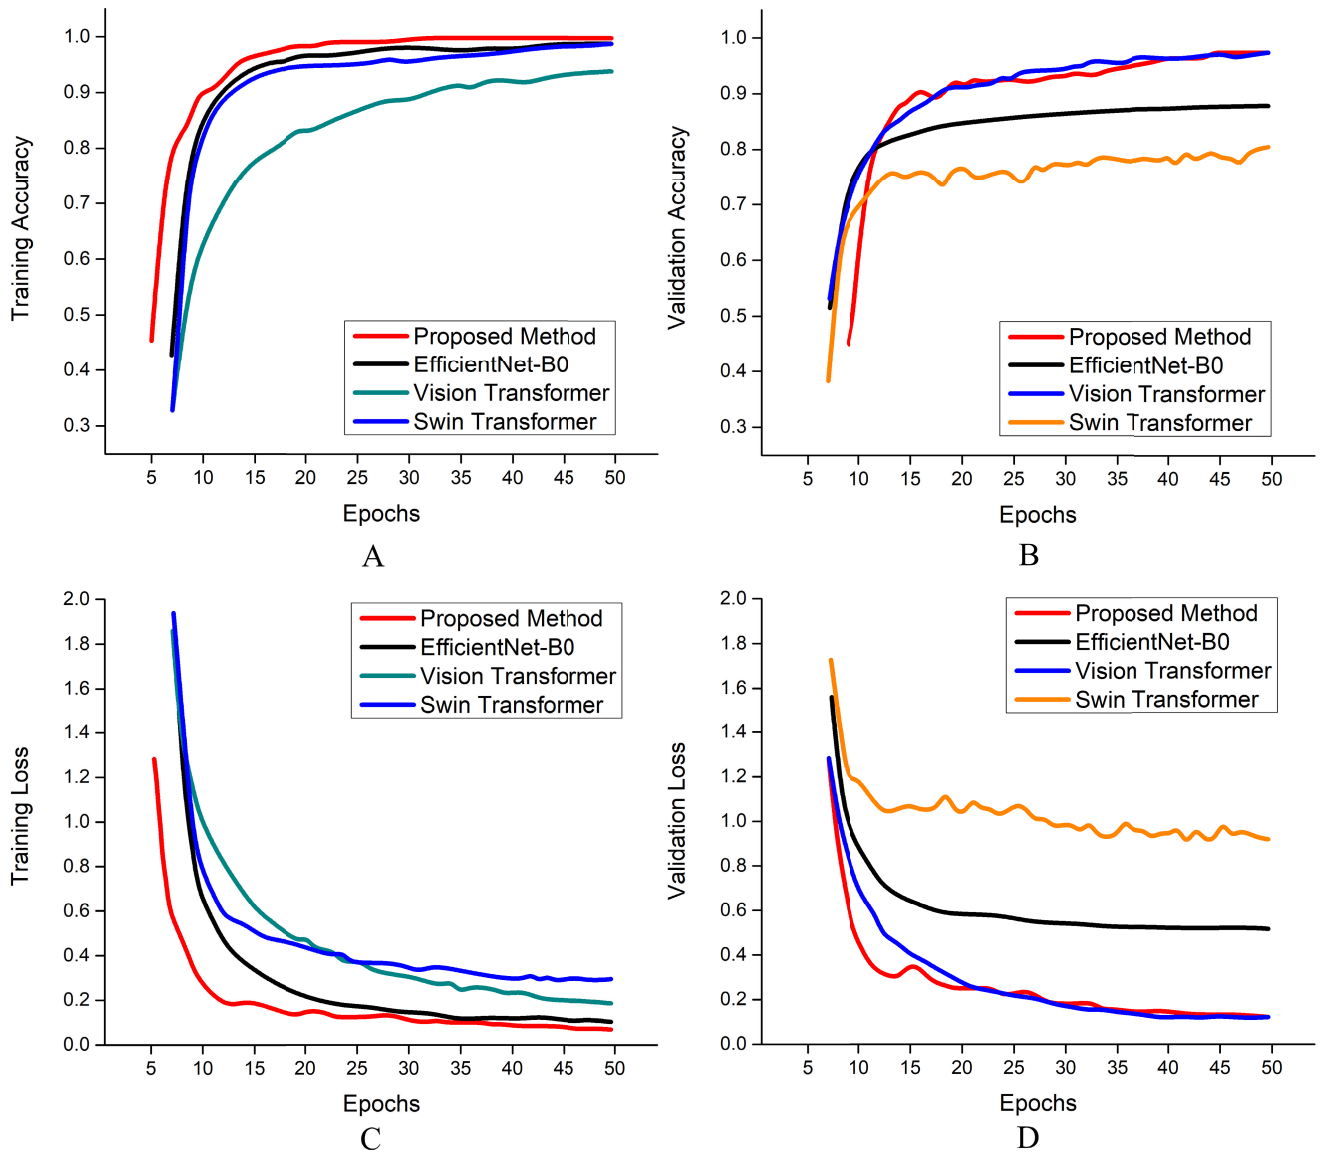 1.0
0.9
0.8
0.7
0.6
0.5
0.4
0.3
Training Accuracy
Proposed Method
EfficientNet-B0
Vision Transformer
Swin Transformer
5 10 15 20 25 30 35 40 45 50
Epochs
A
1.0
0.9
0.8
0.7
0.6
0.5
0.4
0.3
Validation Accuracy
Proposed Method
EfficientNet-B0
Vision Transformer
Swin Transformer
5 10 15 20 25 30 35 40 45 50
Epochs
B
2.0
1.8
1.6
1.4
1.2
1.0
0.8
0.6
0.4
0.2
0.0
Training Loss
Proposed Method
EfficientNet-B0
Vision Transformer
Swin Transformer
5 10 15 20 25 30 35 40 45 50
Epochs
C
2.0
1.8
1.6
1.4
1.2
1.0
0.8
0.6
0.4
0.2
0.0
Validation Loss
Proposed Method
EfficientNet-B0
Vision Transformer
Swin Transformer
5 10 15 20 25 30 35 40 45 50
Epochs
D